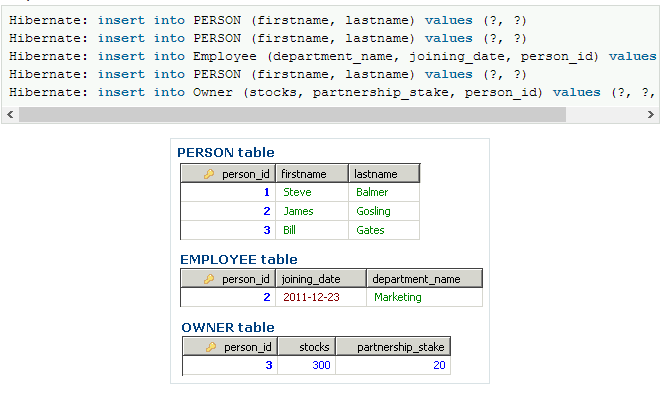 Hibernate: insert into PERSON (firstname, lastname) values (?, ?)
Hibernate: insert into PERSON (firstname, lastname) values (?, ?)
Hibernate: insert into Employee (department_name, joining_date, person_id) values
Hibernate: insert into PERSON (firstname, lastname) values (?, ?)
Hibernate: insert into Owner (stocks, partnership_stake, person_id) values (?, ?,
PERSON table
person_id firstname lastname
1 Steve Balmer
2 James Gosling
3 Bill Gates
EMPLOYEE table
person_id joining_date department_name
2 2011-12-23 Marketing
OWNER table
person_id stocks partnership_stake
3 300 20